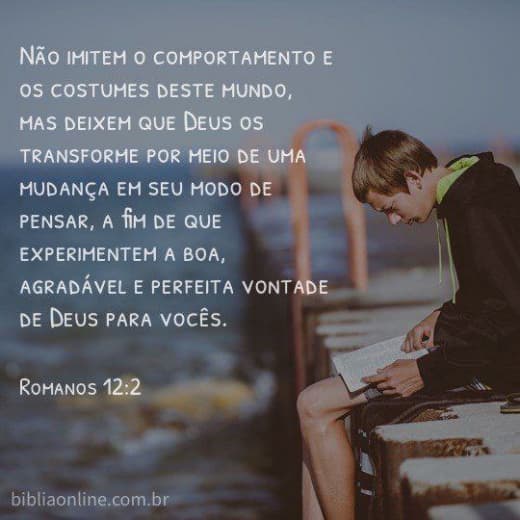 Não imitem o comportamento e
os costumes deste mundo,
mas deixem que Deus os
transforme por meio de uma
mudança em seu modo de
pensar, a fim de que
experimentem a boa,
agradável e perfeita vontade
de Deus para vocês.
Romanos 12:2
bibliaonline.com.br